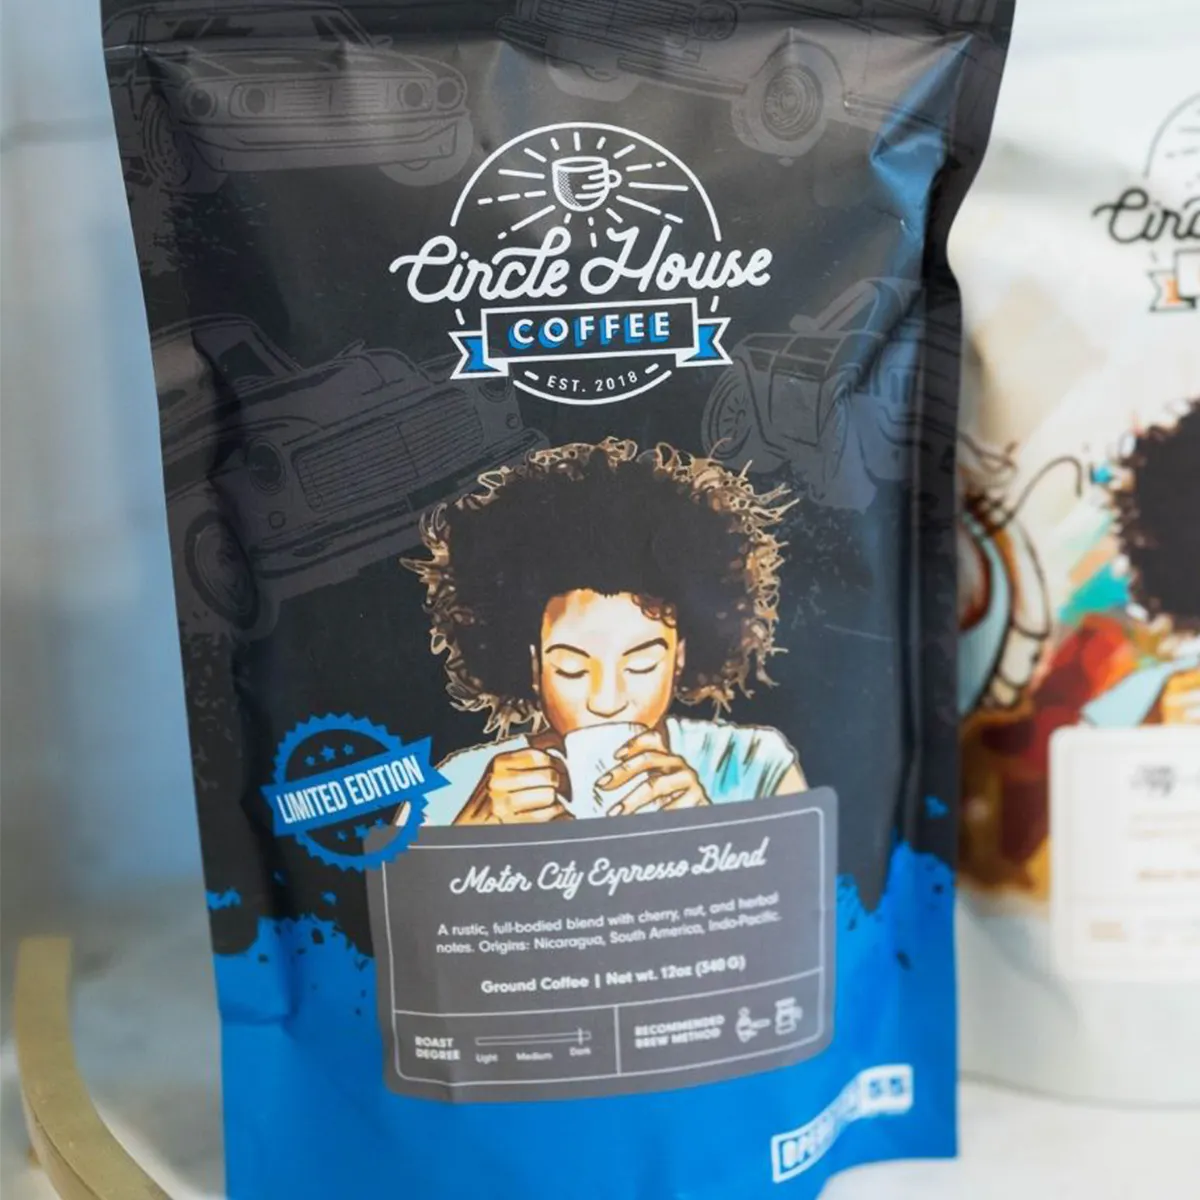 Circle House
COFFEE
EST. 2018
LIMITED EDITION
Motor City Espresso Blend
A rustic, full-bodied blend with cherry, nut, and herbal
notes. Origins: Nicaragua, South America, Indo-Pacific.
Ground Coffee | Net wt. 12oz (340 G)
ROAST
DEGREE
Light Medium Dark
RECOMMENDED
BREW METHOD